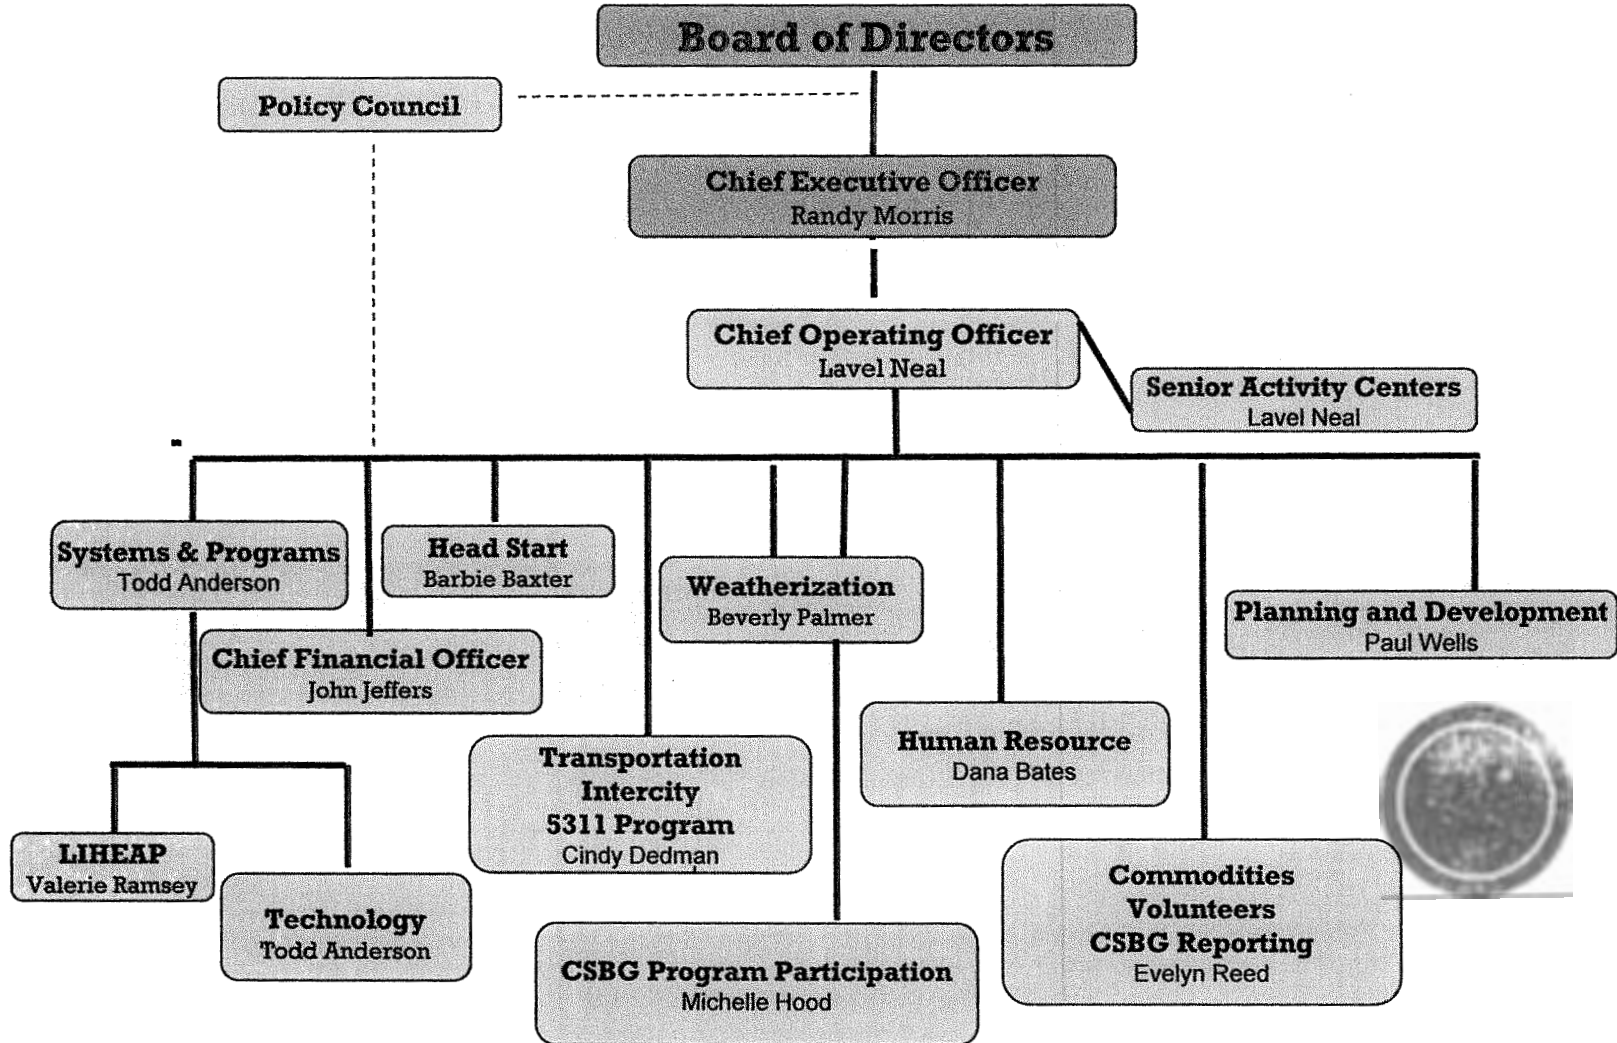 Board of Directors
Policy Council
Chief Executive Officer
Randy Morris
Chief Operating Officer
Lavel Neal
Senior Activity Centers
Lavel Neal
Systems & Programs
Todd Anderson
Head Start
Barbie Baxter
Weatherization
Beverly Palmer
Planning and Development
Paul Wells
Chief Financial Officer
John Jeffers
Transportation
Intercity
5311 Program
Cindy Dedman
Human Resource
Dana Bates
LIHEAP
Valerie Ramsey
Technology
Todd Anderson
CSBG Program Participation
Michelle Hood
Commodities
Volunteers
CSBG Reporting
Evelyn Reed